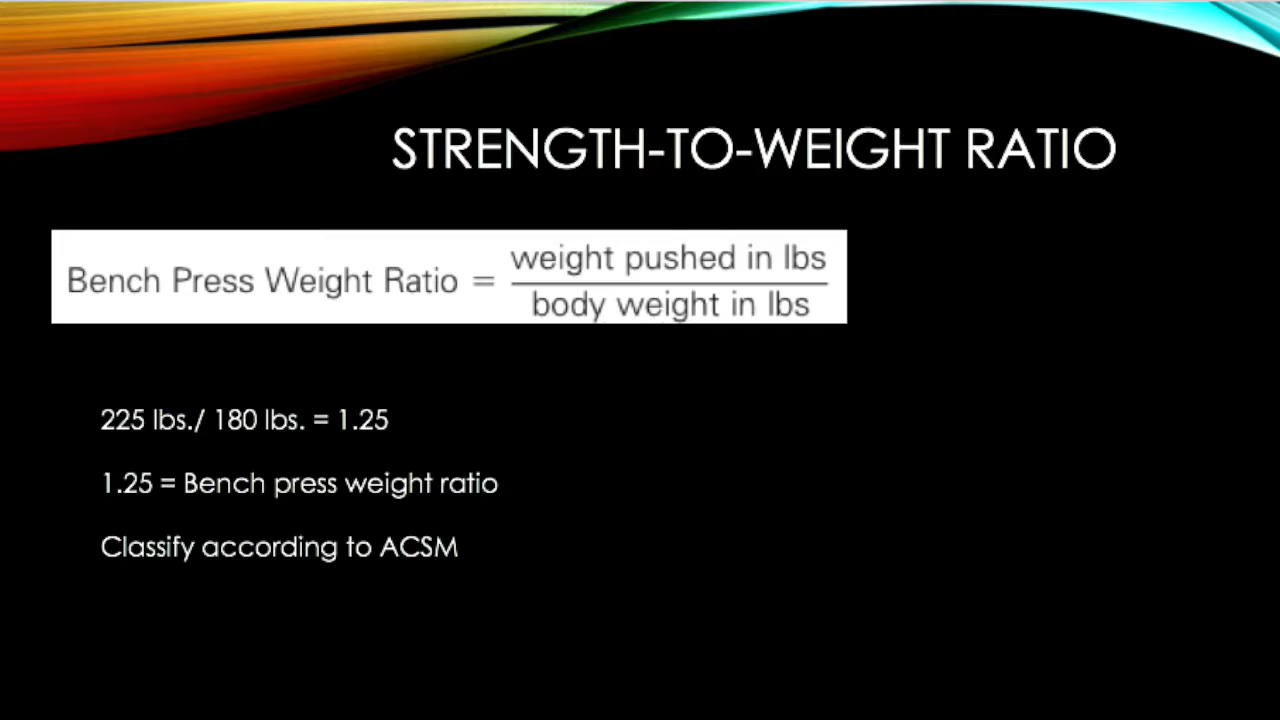 STRENGTH-TO-WEIGHT RATIO
Bench Press Weight Ratio = weight pushed in lbs
body weight in lbs
225 lbs./ 180 lbs. = 1.25
1.25 = Bench press weight ratio
Classify according to ACSM